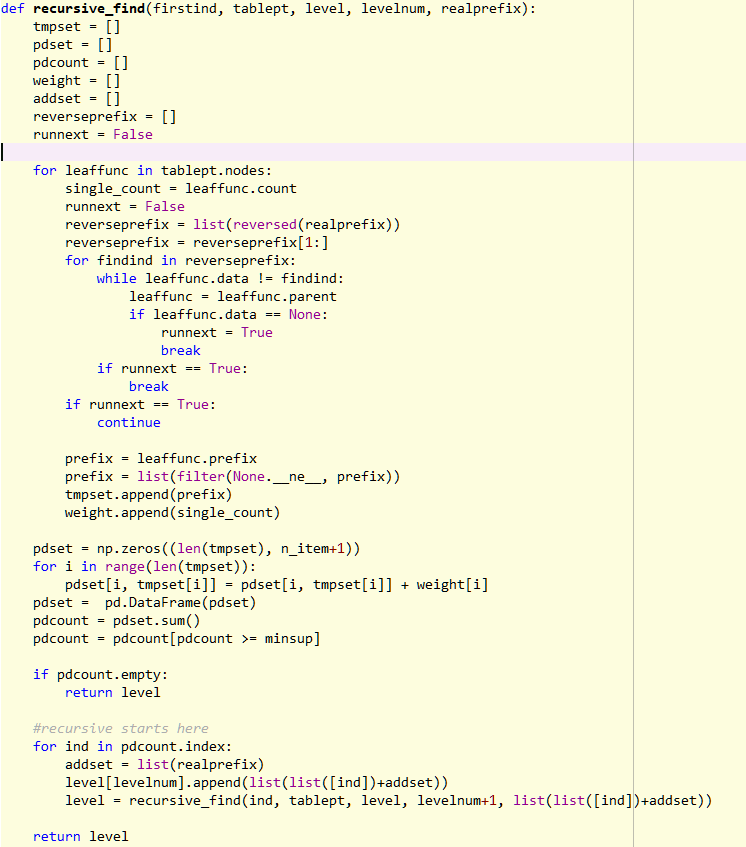 def recursive_find(firstind, tablept, level, levelnum, realprefix):
    tmpset = []
    pdset = []
    pdcount = []
    weight = []
    addset = []
    reverseprefix = []
    runnext = False

    for leaffunc in tablept.nodes:
        single_count = leaffunc.count
        runnext = False
        reverseprefix = list(reversed(realprefix))
        reverseprefix = reverseprefix[1:]
        for findind in reverseprefix:
            while leaffunc.data != findind:
                leaffunc = leaffunc.parent
                if leaffunc.data == None:
                    runnext = True
                    break
            if runnext == True:
                break
        if runnext == True:
            continue

        prefix = leaffunc.prefix
        prefix = list(filter(None.__ne__, prefix))
        tmpset.append(prefix)
        weight.append(single_count)

    pdset = np.zeros((len(tmpset), n_item+1))
    for i in range(len(tmpset)):
        pdset[i, tmpset[i]] = pdset[i, tmpset[i]] + weight[i]
    pdset =  pd.DataFrame(pdset)
    pdcount = pdset.sum()
    pdcount = pdcount[pdcount >= minsup]

    if pdcount.empty:
        return level

    #recursive starts here
    for ind in pdcount.index:
        addset = list(realprefix)
        level[levelnum].append(list(list([ind])+addset))
        level = recursive_find(ind, tablept, level, levelnum+1, list(list([ind])+addset))

    return level